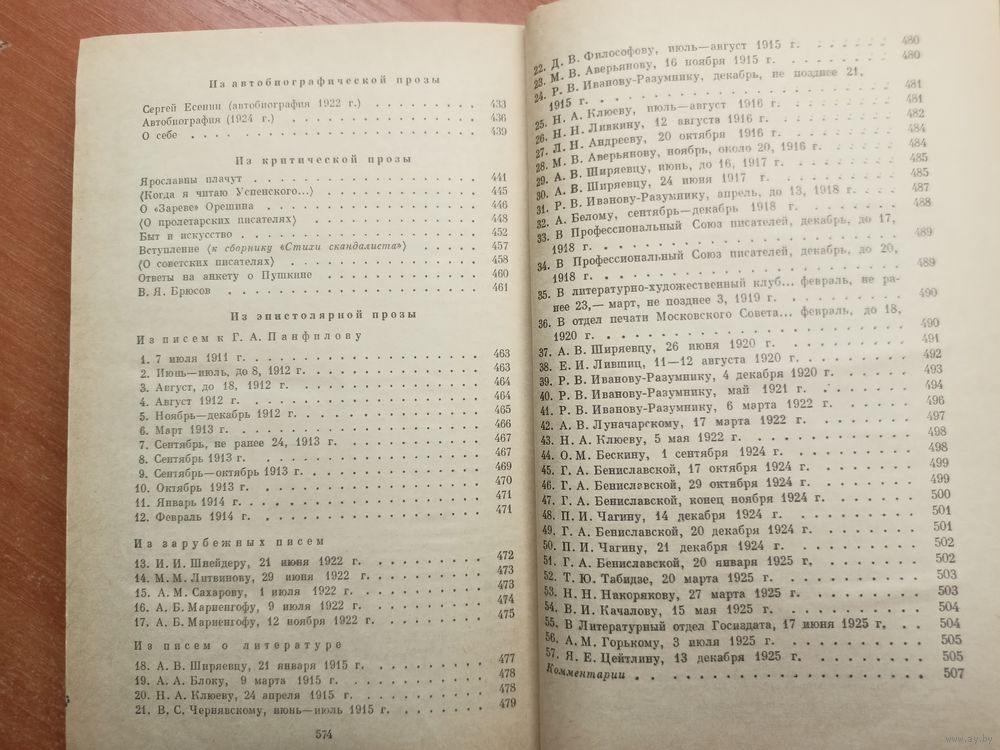 Из автобиографической прозы
Сергей Есенин (автобиография 1922 г.) . . . . . . . . . 433
Автобиография (1924 г.) . . . . . . . . . 436
О себе . . . . . . . . . 439
Из критической прозы
Ярославны плачут . . . . . . . . . 441
⟨Когда я читаю Успенского...⟩ . . . . . . . . . 445
О «Зареве» Орешина . . . . . . . . . 446
⟨О пролетарских писателях⟩ . . . . . . . . . 448
Быт и искусство . . . . . . . . . 452
Вступление ⟨к сборнику «Стихи скандалиста»⟩ . . . . . . . . . 457
⟨О советских писателях⟩ . . . . . . . . . 458
Ответы на анкету о Пушкине . . . . . . . . . 460
В. Я. Брюсов . . . . . . . . . 461
Из эпистолярной прозы
Из писем к Г. А. Панфилову
1. 7 июля 1911 г. . . . . . . . . . 463
2. Июнь—июль, до 8, 1912 г. . . . . . . . . . 463
3. Август, до 18, 1912 г. . . . . . . . . . 464
4. Август 1912 г. . . . . . . . . . 464
5. Ноябрь—декабрь 1912 г. . . . . . . . . . 465
6. Март 1913 г. . . . . . . . . . 466
7. Сентябрь, не ранее 24, 1913 г. . . . . . . . . . 467
8. Сентябрь 1913 г. . . . . . . . . . 467
9. Сентябрь—октябрь 1913 г. . . . . . . . . . 469
10. Октябрь 1913 г. . . . . . . . . . 470
11. Январь 1914 г. . . . . . . . . . 471
12. Февраль 1914 г. . . . . . . . . . 471
Из зарубежных писем
13. И. И. Шнейдеру, 21 июня 1922 г. . . . . . . . . . 472
14. М. М. Литвинову, 29 июня 1922 г. . . . . . . . . . 473
15. А. М. Сахарову, 1 июля 1922 г. . . . . . . . . . 473
16. А. Б. Мариенгофу, 9 июля 1922 г. . . . . . . . . . 474
17. А. Б. Мариенгофу, 12 ноября 1922 г. . . . . . . . . . 475
Из писем о литературе
18. А. В. Ширяевцу, 21 января 1915 г. . . . . . . . . . 477
19. А. А. Блоку, 9 марта 1915 г. . . . . . . . . . 478
20. Н. А. Клюеву, 24 апреля 1915 г. . . . . . . . . . 478
21. В. С. Чернявскому, июнь—июль 1915 г. . . . . . . . . . 479
574
22. Д. В. Философову, июль—август 1915 г. . . . . . 480
23. М. В. Аверьянову, 16 ноября 1915 г. . . . . . 480
24. Р. В. Иванову-Разумнику, декабрь, не позднее 21,
1915 г. . . . . . . . . . 481
25. Н. А. Клюеву, июль—август 1916 г. . . . . . 481
26. Н. Н. Ливкину, 12 августа 1916 г. . . . . . 482
27. Л. Н. Андрееву, 20 октября 1916 г. . . . . . 484
28. М. В. Аверьянову, ноябрь, около 20, 1916 г. . . . . . 484
29. А. В. Ширяевцу, июнь, до 16, 1917 г. . . . . . 485
30. А. В. Ширяевцу, 24 июня 1917 г. . . . . . 485
31. Р. В. Иванову-Разумнику, апрель, до 13, 1918 г. . . . 487
32. А. Белому, сентябрь—декабрь 1918 г. . . . . . 488
33. В Профессиональный Союз писателей, декабрь, до 17,
1918 г. . . . . . . . . . 489
34. В Профессиональный Союз писателей, декабрь, до 20,
1918 г. . . . . . . . . . 489
35. В литературно-художественный клуб... февраль, не ра-
нее 23,— март, не позднее 3, 1919 г. . . . . . 490
36. В отдел печати Московского Совета... февраль, до 18,
1920 г. . . . . . . . . . 490
37. А. В. Ширяевцу, 26 июня 1920 г. . . . . . 491
38. Е. И. Лившиц, 11—12 августа 1920 г. . . . . . 492
39. Р. В. Иванову-Разумнику, 4 декабря 1920 г. . . . . . 493
40. Р. В. Иванову-Разумнику, май 1921 г. . . . . . 494
41. Р. В. Иванову-Разумнику, 6 марта 1922 г. . . . . . 496
42. А. В. Луначарскому, 17 марта 1922 г. . . . . . 497
43. Н. А. Клюеву, 5 мая 1922 г. . . . . . 498
44. О. М. Бескину, 1 сентября 1924 г. . . . . . 498
45. Г. А. Бениславской, 17 октября 1924 г. . . . . . 499
46. Г. А. Бениславской, 29 октября 1924 г. . . . . . 499
47. Г. А. Бениславской, конец ноября 1924 г. . . . . . 500
48. П. И. Чагину, 14 декабря 1924 г. . . . . . 501
49. Г. А. Бениславской, 20 декабря 1924 г. . . . . . 501
50. П. И. Чагину, 21 декабря 1924 г. . . . . . 502
51. Г. А. Бениславской, 20 января 1925 г. . . . . . 502
52. Т. Ю. Табидзе, 20 марта 1925 г. . . . . . 503
53. Н. Н. Накорякову, 27 марта 1925 г. . . . . . 503
54. В. И. Качалову, 15 мая 1925 г. . . . . . 504
55. В Литературный отдел Госиздата, 17 июня 1925 г. . . 504
56. А. М. Горькому, 3 июля 1925 г. . . . . . 505
57. Я. Е. Цейтлину, 13 декабря 1925 г. . . . . . 505
Комментарии . . . . . . . . . 507
www.ay.by